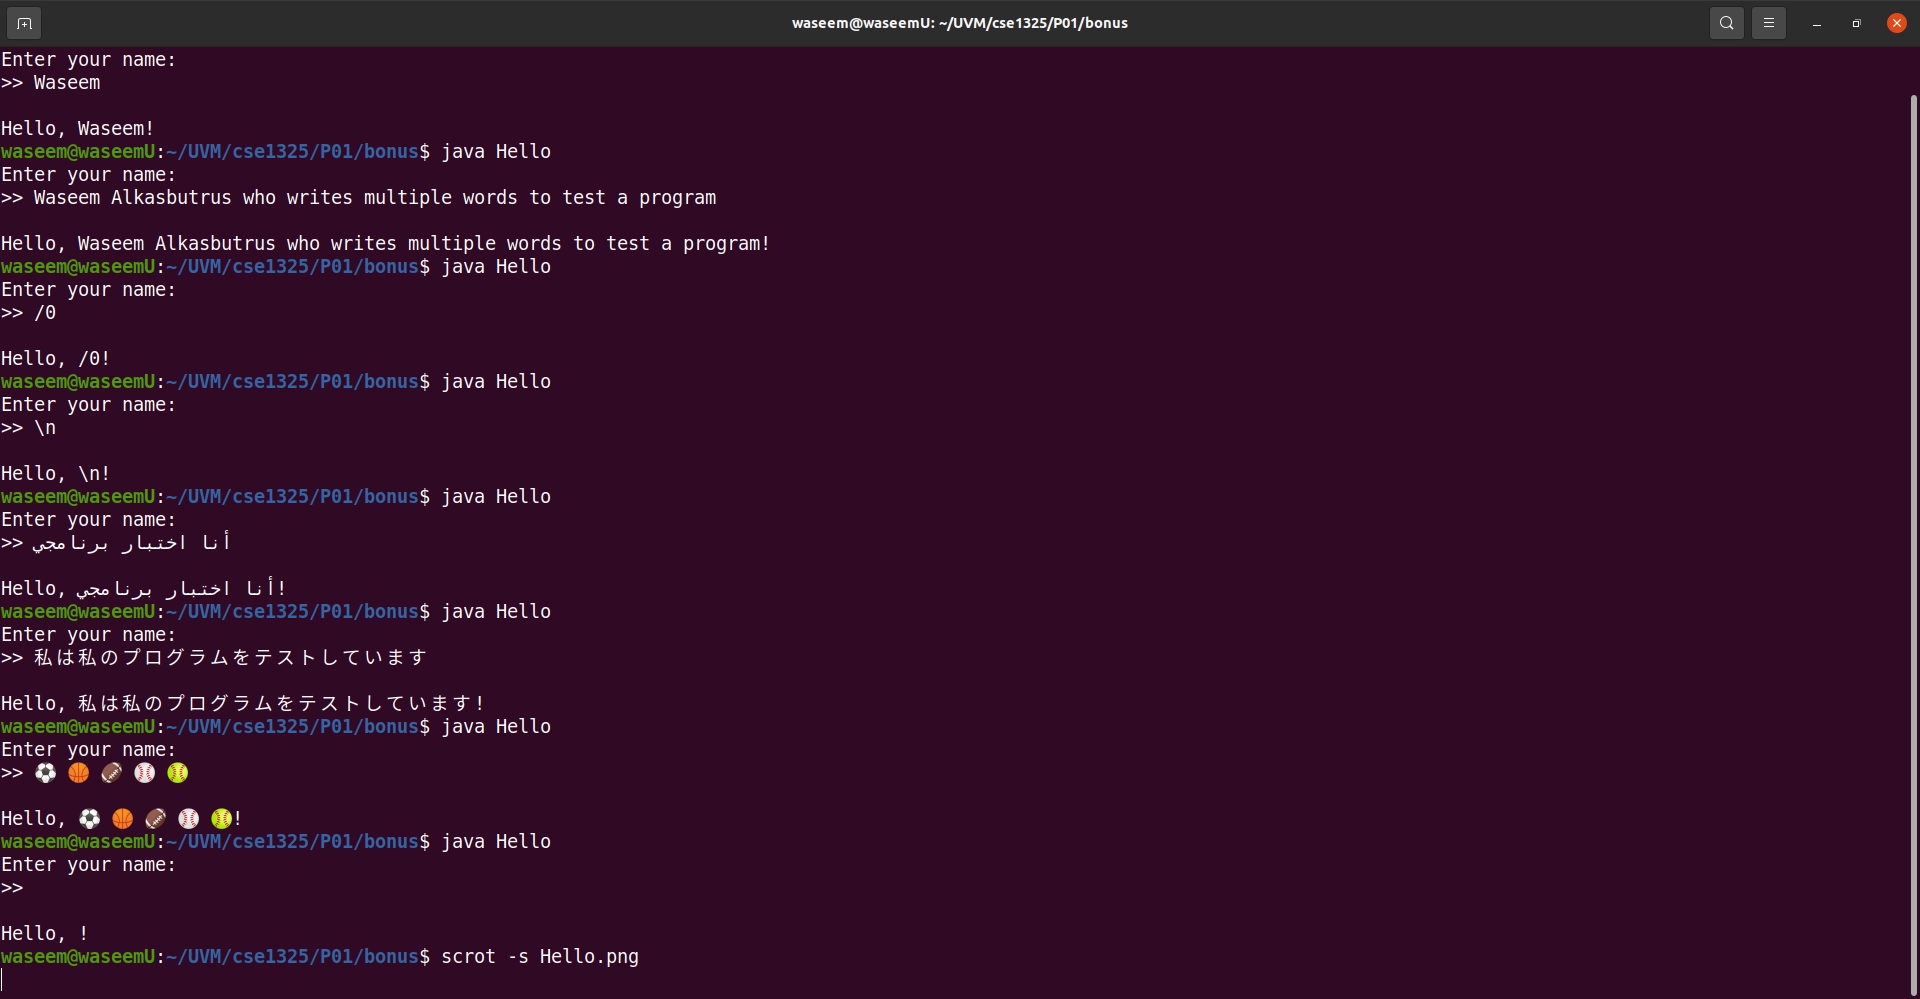 waseem@waseemU: ~/UVM/cse1325/P01/bonus
Enter your name:
>> Waseem
Hello, Waseem!
waseem@waseemU:~/UVM/cse1325/P01/bonus$ java Hello
Enter your name:
>> Waseem Alkasbutrus who writes multiple words to test a program
Hello, Waseem Alkasbutrus who writes multiple words to test a program!
waseem@waseemU:~/UVM/cse1325/P01/bonus$ java Hello
Enter your name:
>> /0
Hello, /0!
waseem@waseemU:~/UVM/cse1325/P01/bonus$ java Hello
Enter your name:
>> \n
Hello, \n!
waseem@waseemU:~/UVM/cse1325/P01/bonus$ java Hello
Enter your name:
>> أنا اختبار برنامجي
Hello, أنا اختبار برنامجي!
waseem@waseemU:~/UVM/cse1325/P01/bonus$ java Hello
Enter your name:
>> 私は私のプログラムをテストしています
Hello, 私は私のプログラムをテストしています!
waseem@waseemU:~/UVM/cse1325/P01/bonus$ java Hello
Enter your name:
>> ⚽ 🏀 🏈 ⚾ 🥎
Hello, ⚽ 🏀 🏈 ⚾ 🥎!
waseem@waseemU:~/UVM/cse1325/P01/bonus$ java Hello
Enter your name:
>>
Hello, !
waseem@waseemU:~/UVM/cse1325/P01/bonus$ scrot -s Hello.png